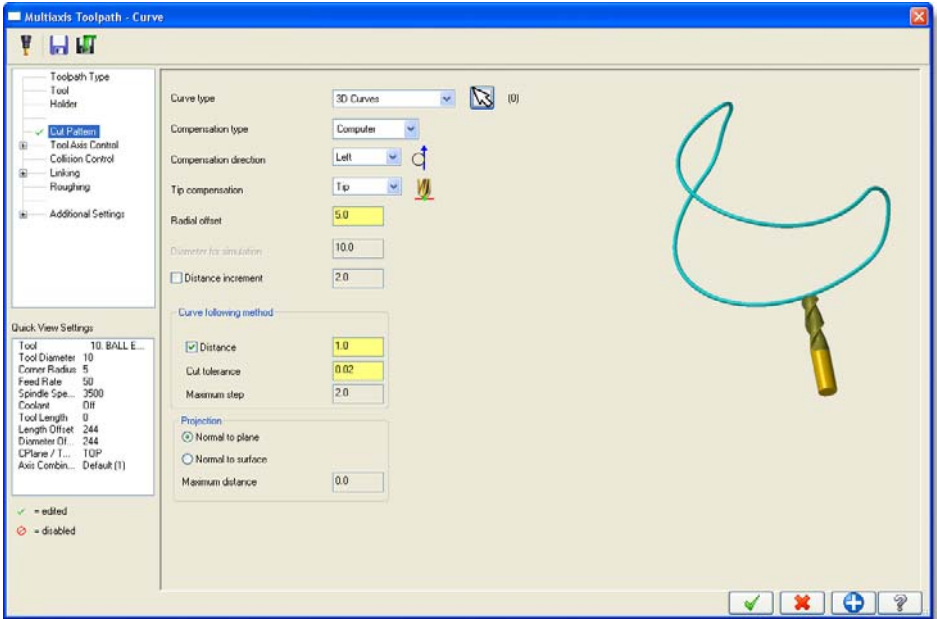 Multiaxis Toolpath - Curve
Toolpath Type
Tool
Holder
Cut Pattern
Tool Axis Control
Collision Control
Linking
Roughing
Additional Settings
Quick View Settings
Tool 10. BALL E...
Tool Diameter 10
Corner Radius 5
Feed Rate 50
Spindle Spe... 3500
Coolant Off
Tool Length 0
Length Offset 244
Diameter Of... 244
CPlane / T... TOP
Axis Combin... Default (1)
= edited
= disabled
Curve type 3D Curves (0)
Compensation type Computer
Compensation direction Left
Tip compensation Tip
Radial offset 5.0
Diameter for simulation 10.0
Distance increment 2.0
Curve following method
Distance 1.0
Cut tolerance 0.02
Maximum step 2.0
Projection
Normal to plane
Normal to surface
Maximum distance 0.0